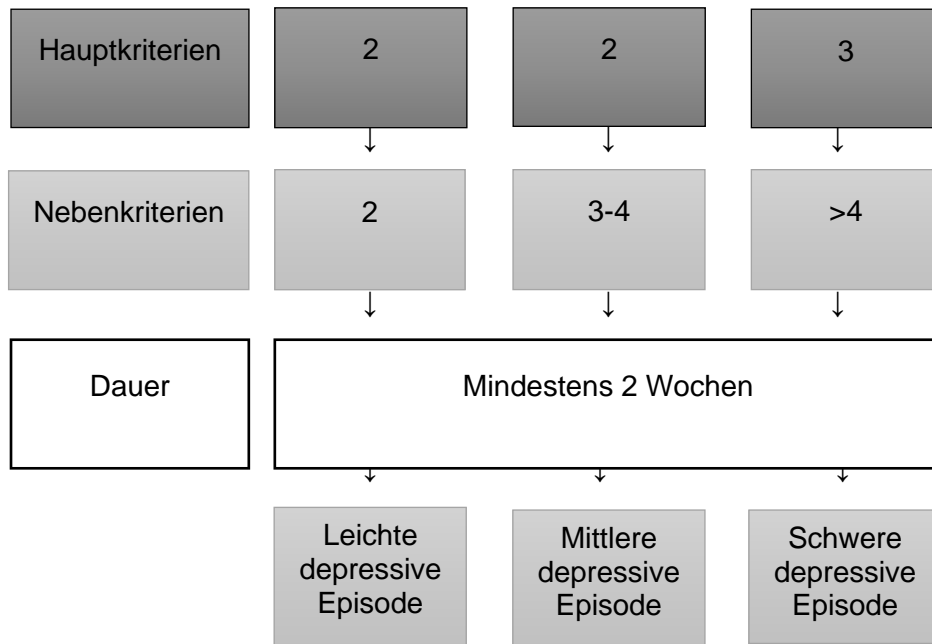 Hauptkriterien 2 2 3
↓ ↓ ↓
Nebenkriterien 2 3-4 >4
↓ ↓ ↓
Dauer Mindestens 2 Wochen
↓ ↓ ↓
Leichte
depressive
Episode
Mittlere
depressive
Episode
Schwere
depressive
Episode